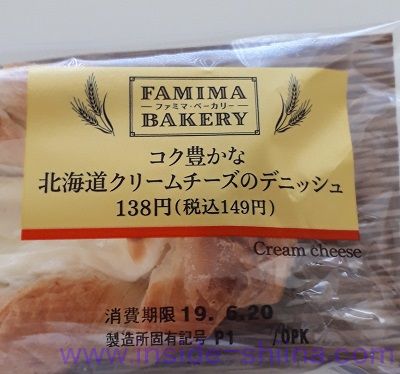 FAMIMA
ファミマ・ベーカリー
BAKERY
コク豊かな
北海道クリームチーズのデニッシュ
138円(税込149円)
Cream cheese
消費期限 19. 6.20
製造所固有記号 P1 /OPK